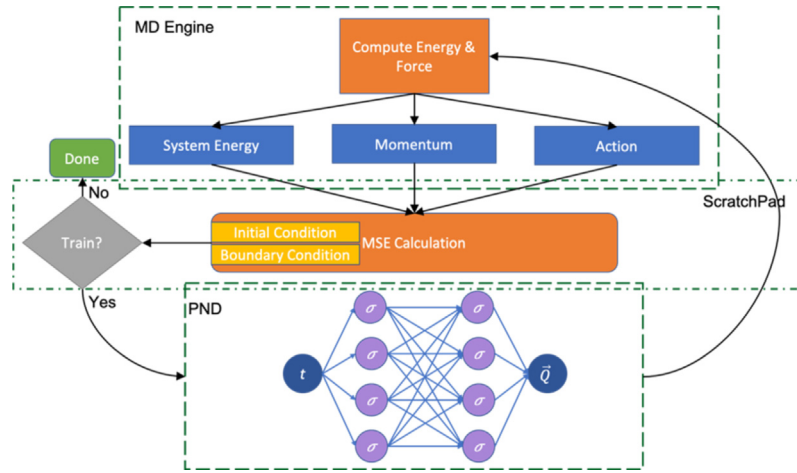 MD Engine
Compute Energy &
Force
System Energy
Momentum
Action
Done
No
ScratchPad
Train?
Initial Condition
MSE Calculation
Boundary Condition
Yes
PND
σ σ
σ σ
t
Q⃗
σ σ
σ σ